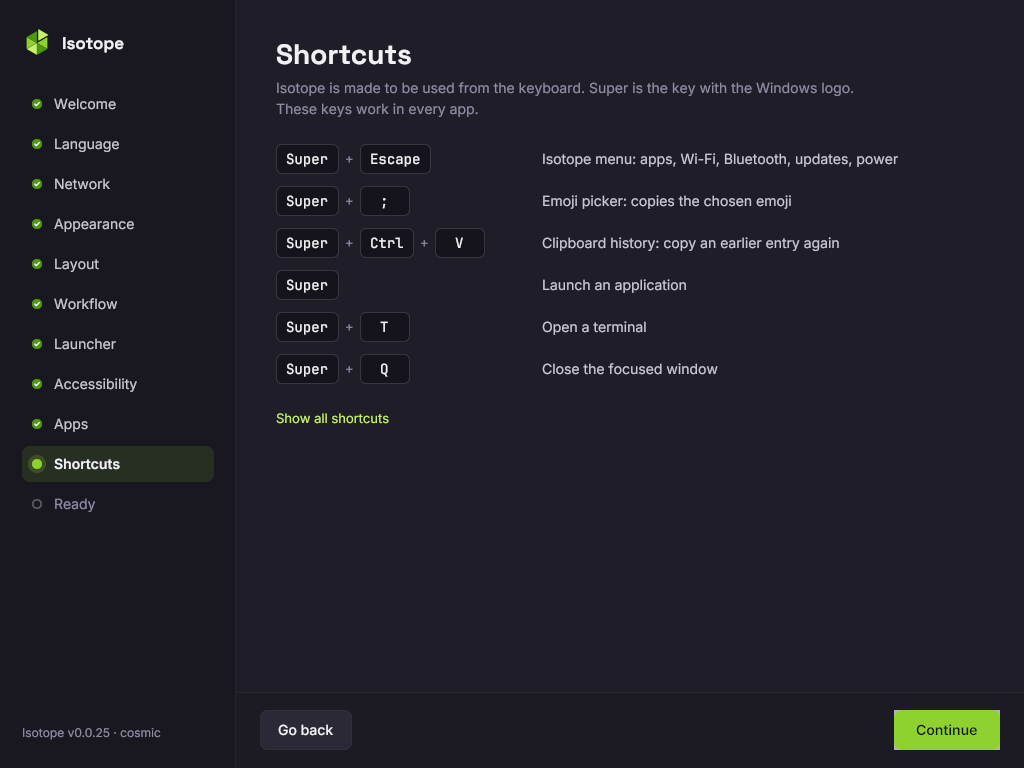 Isotope
Welcome
Language
Network
Appearance
Layout
Workflow
Launcher
Accessibility
Apps
Shortcuts
Ready
Isotope v0.0.25 · cosmic
Shortcuts
Isotope is made to be used from the keyboard. Super is the key with the Windows logo.
These keys work in every app.
Super + Escape Isotope menu: apps, Wi-Fi, Bluetooth, updates, power
Super + ; Emoji picker: copies the chosen emoji
Super + Ctrl + V Clipboard history: copy an earlier entry again
Super Launch an application
Super + T Open a terminal
Super + Q Close the focused window
Show all shortcuts
Go back
Continue